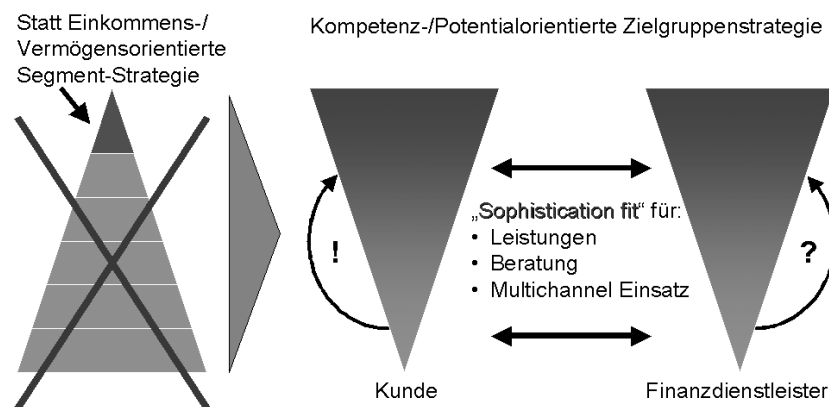 Statt Einkommens-/
Vermögensorientierte
Segment-Strategie
Kompetenz-/Potentialorientierte Zielgruppenstrategie
!
„Sophistication fit“ für:
• Leistungen
• Beratung
• Multichannel Einsatz
?
Kunde
Finanzdienstleister